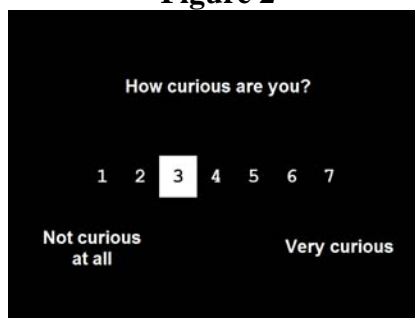 Figure 2
How curious are you?
1 2 3 4 5 6 7
Not curious
at all
Very curious